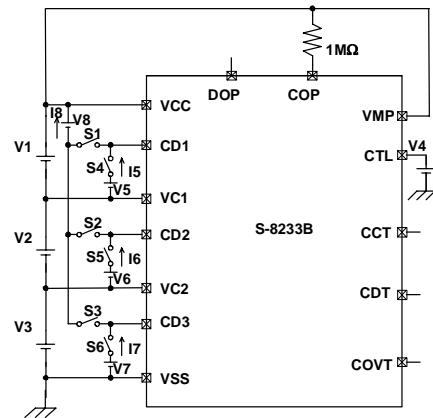 1MΩ
DOP
COP
I8
V8
VCC
VMP
S1
CD1
CTL
V4
V1
S4
I5
V5
VC1
S2
CD2
S-8233B
CCT
V2
S5
I6
V6
VC2
CDT
S3
CD3
V3
S6
I7
V7
COVT
VSS